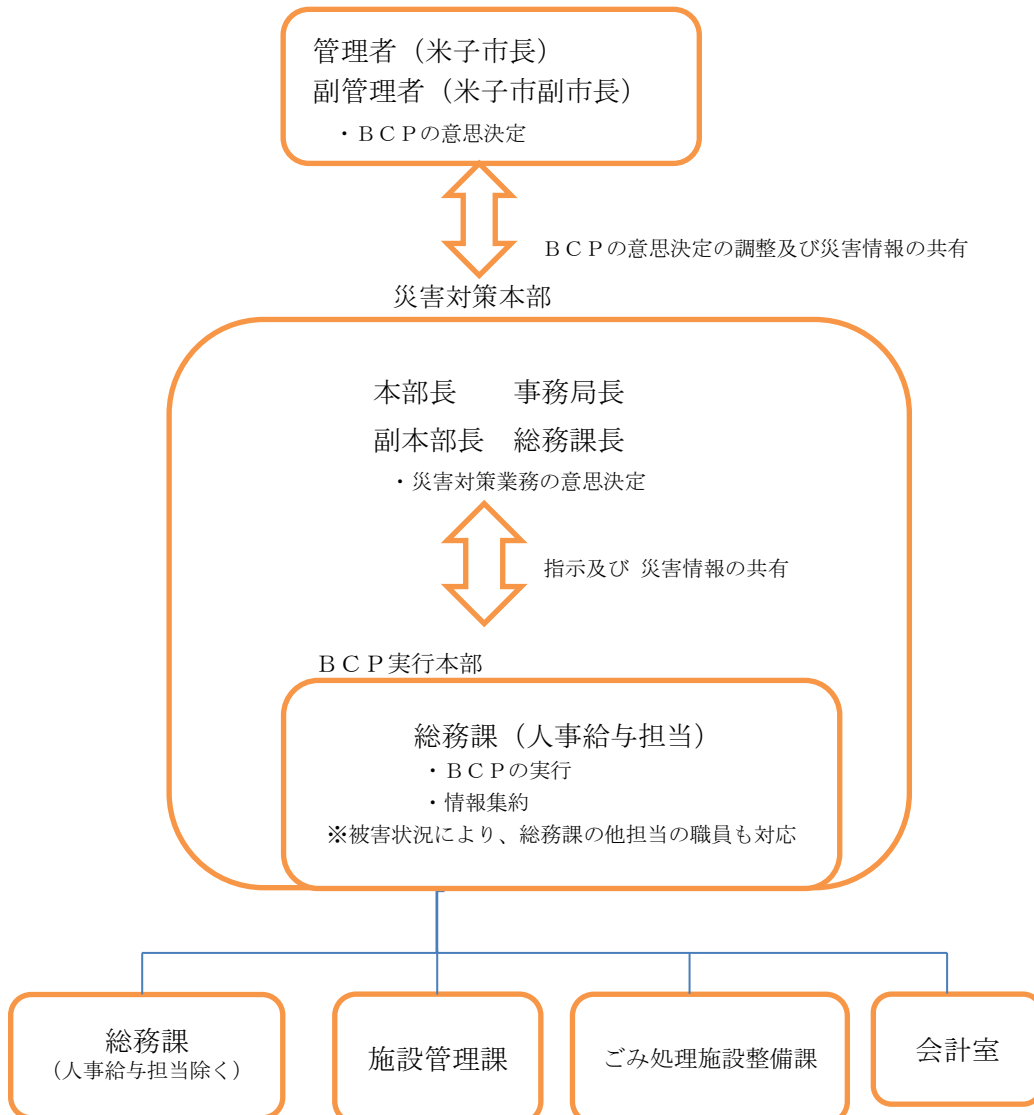 管理者（米子市長）
副管理者（米子市副市長）
・ＢＣＰの意思決定
ＢＣＰの意思決定の調整及び災害情報の共有
災害対策本部
本部長　　事務局長
副本部長　総務課長
・災害対策業務の意思決定
指示及び 災害情報の共有
ＢＣＰ実行本部
総務課（人事給与担当）
・ＢＣＰの実行
・情報集約
※被害状況により、総務課の他担当の職員も対応
総務課
（人事給与担当除く）
施設管理課
ごみ処理施設整備課
会計室